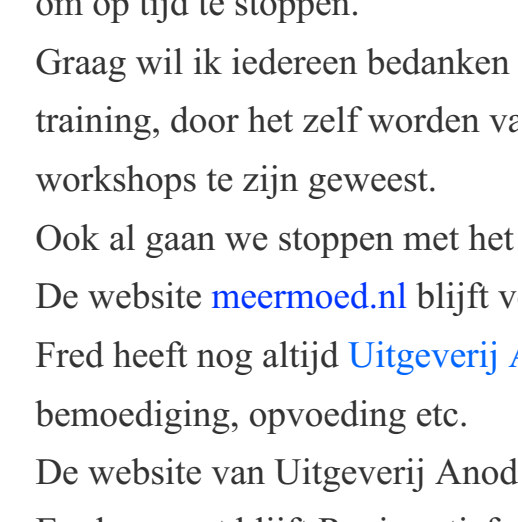 om op tijd te stoppen.
Graag wil ik iedereen bedanken
training, door het zelf worden
workshops te zijn geweest.
Ook al gaan we stoppen met het
De website meermoed.nl blijft
Fred heeft nog altijd Uitgeverij
bemoediging, opvoeding etc.
De website van Uitgeverij Anod